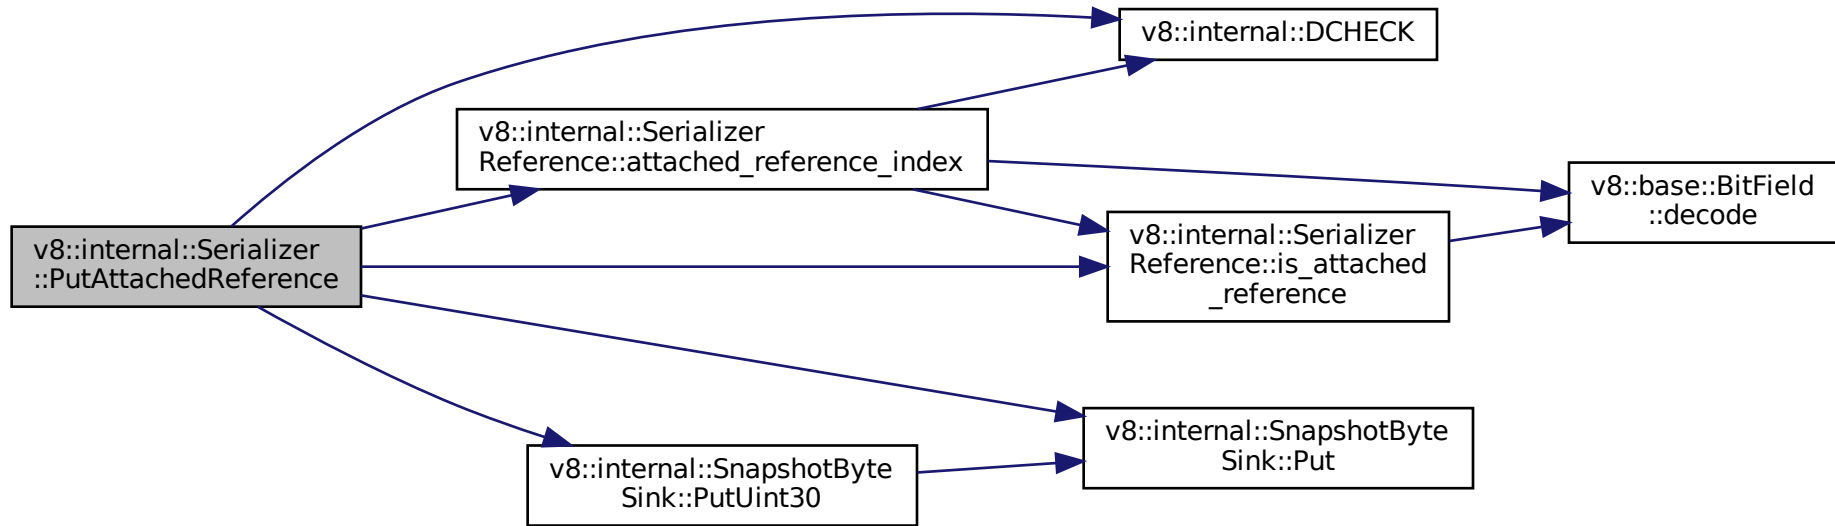 v8::internal::DCHECK
v8::internal::Serializer
Reference::attached_reference_index
v8::base::BitField
::decode
v8::internal::Serializer
::PutAttachedReference
v8::internal::Serializer
Reference::is_attached
_reference
v8::internal::SnapshotByte
Sink::Put
v8::internal::SnapshotByte
Sink::PutUint30